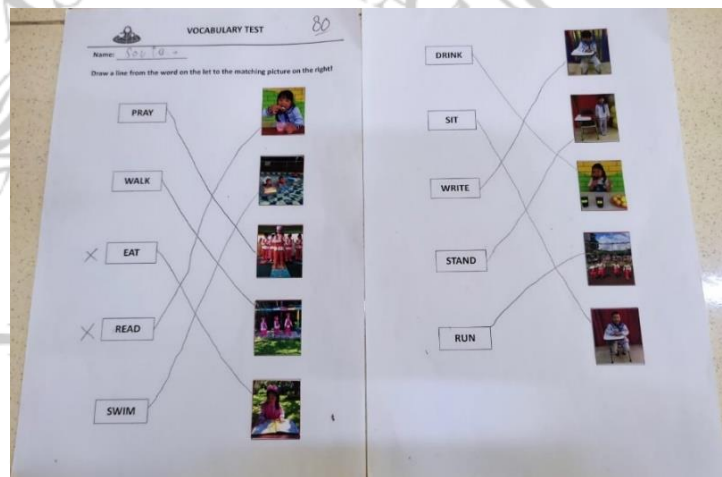 VOCABULARY TEST
80
Name: Sopia
Draw a line from the word on the let to the matching picture on the right!
PRAY
WALK
X EAT
X READ
SWIM
DRINK
SIT
WRITE
STAND
RUN